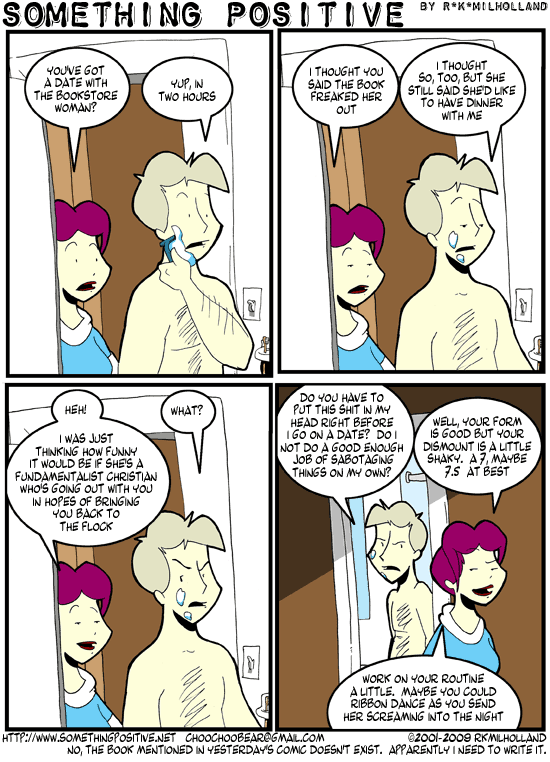 SOMETHING POSITIVE BY R*K*MILHOLLAND
YOU'VE GOT
A DATE WITH
THE BOOKSTORE
WOMAN?
YUP, IN
TWO HOURS
I THOUGHT YOU
SAID THE BOOK
FREAKED HER
OUT
I THOUGHT
SO, TOO, BUT SHE
STILL SAID SHE'D LIKE
TO HAVE DINNER
WITH ME
HEH!
I WAS JUST
THINKING HOW FUNNY
IT WOULD BE IF SHE'S A
FUNDAMENTALIST CHRISTIAN
WHO'S GOING OUT WITH YOU
IN HOPES OF BRINGING
YOU BACK TO
THE FLOCK
WHAT?
DO YOU HAVE TO
PUT THIS SHIT IN MY
HEAD RIGHT BEFORE
I GO ON A DATE? DO I
NOT DO A GOOD ENOUGH
JOB OF SABOTAGING
THINGS ON MY OWN?
WELL, YOUR FORM
IS GOOD BUT YOUR
DISMOUNT IS A LITTLE
SHAKY. A 7, MAYBE
7.5 AT BEST
WORK ON YOUR ROUTINE
A LITTLE. MAYBE YOU COULD
RIBBON DANCE AS YOU SEND
HER SCREAMING INTO THE NIGHT
HTTP://WWW.SOMETHINGPOSITIVE.NET CHOOCHOOBEAR@GMAIL.COM ©2001-2009 RKMILHOLLAND
NO, THE BOOK MENTIONED IN YESTERDAY'S COMIC DOESN'T EXIST. APPARENTLY I NEED TO WRITE IT.